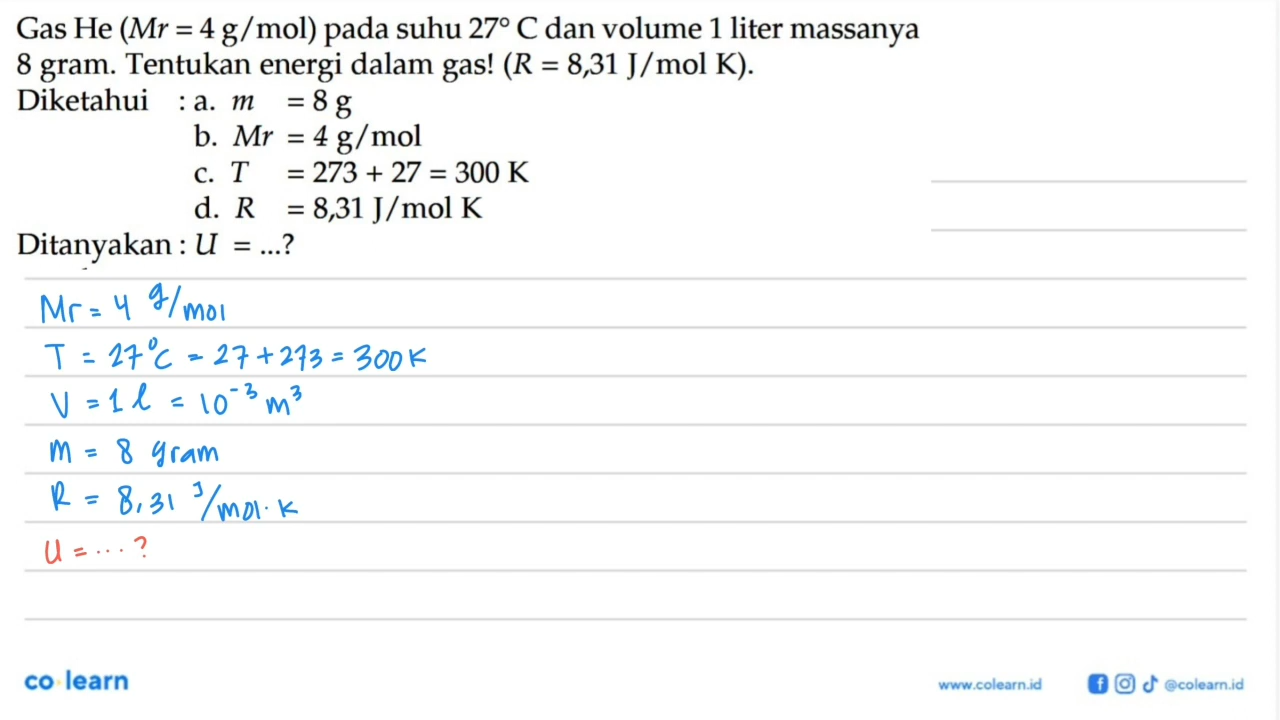 Gas He (Mr = 4 g/mol) pada suhu 27° C dan volume 1 liter massanya
8 gram. Tentukan energi dalam gas! (R = 8,31 J/mol K).
Diketahui : a. m = 8 g
b. Mr = 4 g/mol
c. T = 273 + 27 = 300 K
d. R = 8,31 J/mol K
Ditanyakan : U = ...?
Mr = 4 g/mol
T = 27°C = 27 + 273 = 300 K
V = 1 l = 10⁻³ m³
m = 8 gram
R = 8,31 J/mol·K
U = ...?
co learn
www.colearn.id
@colearn.id